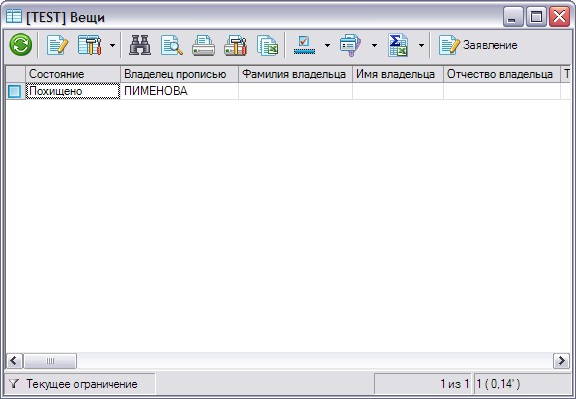 [TEST] Вещи
Заявление
Состояние Владелец прописью Фамилия владельца Имя владельца Отчество владельца Т
Похищено ПИМЕНОВА
Текущее ограничение 1 из 1 1 ( 0,14' )